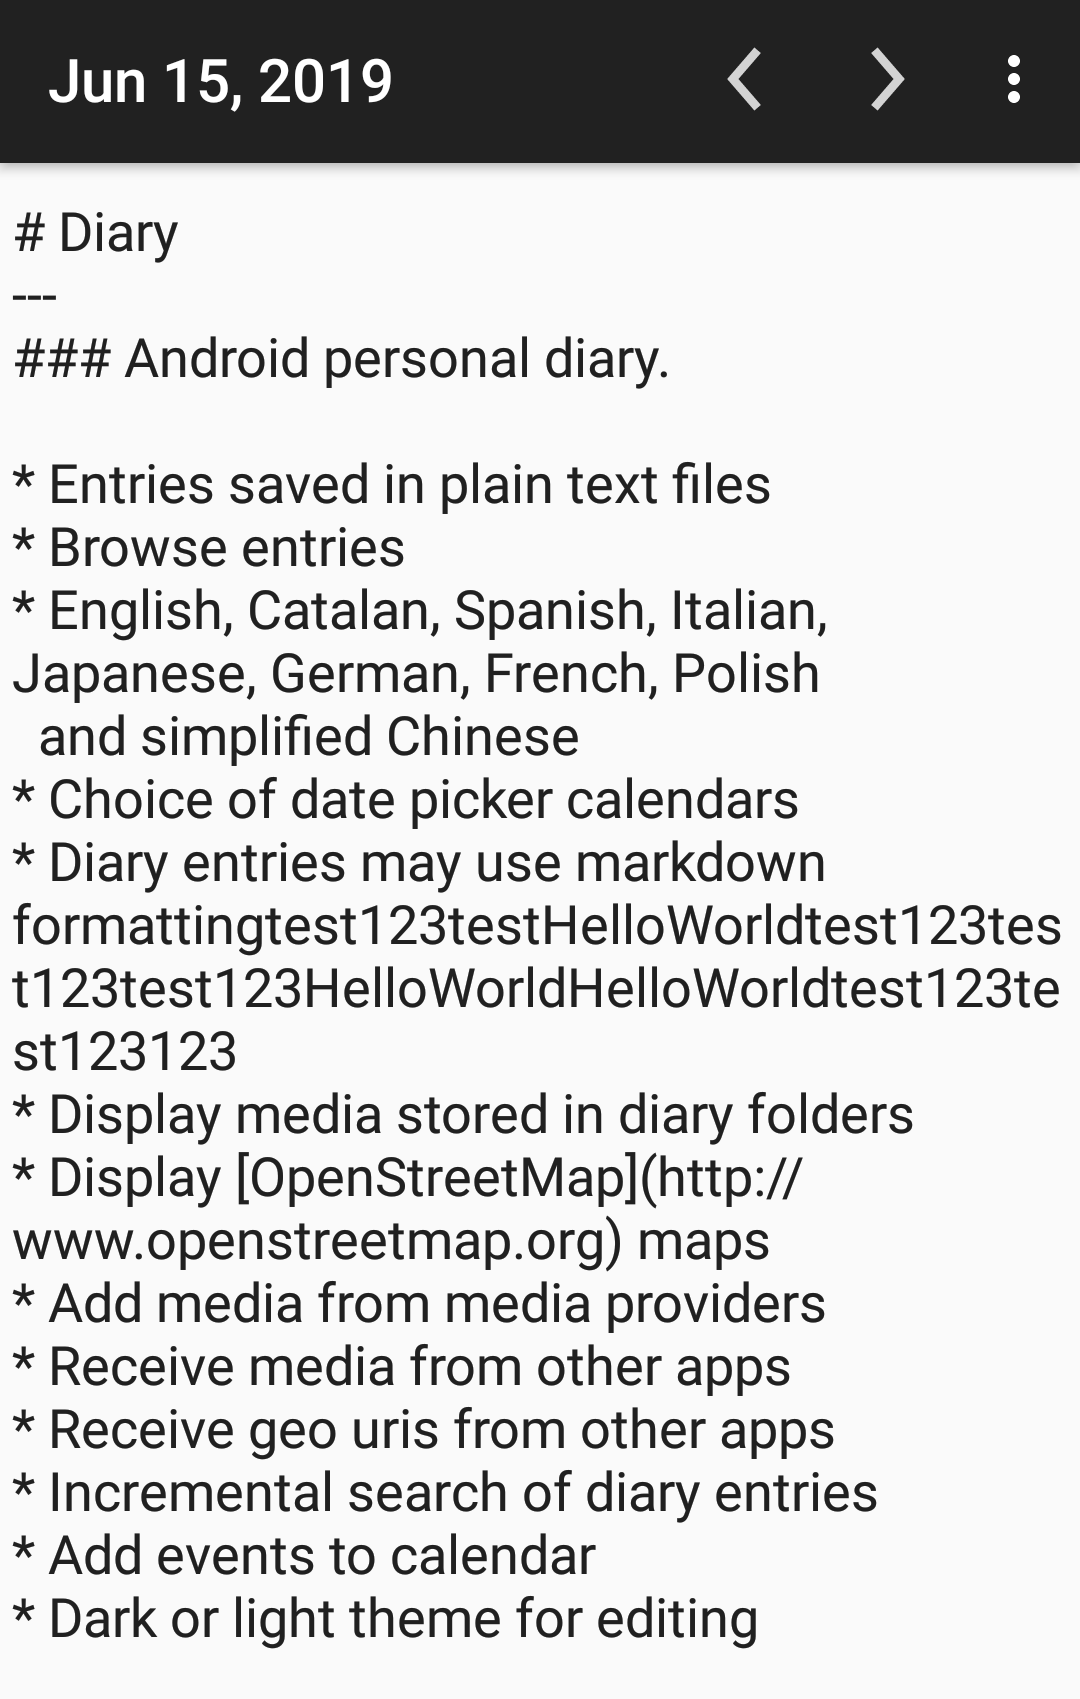 Jun 15, 2019
# Diary
---
### Android personal diary.
* Entries saved in plain text files
* Browse entries
* English, Catalan, Spanish, Italian,
Japanese, German, French, Polish
and simplified Chinese
* Choice of date picker calendars
* Diary entries may use markdown
formattingtest123testHelloWorldtest123tes
t123test123HelloWorldHelloWorldtest123te
st123123
* Display media stored in diary folders
* Display [OpenStreetMap](http://
www.openstreetmap.org) maps
* Add media from media providers
* Receive media from other apps
* Receive geo uris from other apps
* Incremental search of diary entries
* Add events to calendar
* Dark or light theme for editing